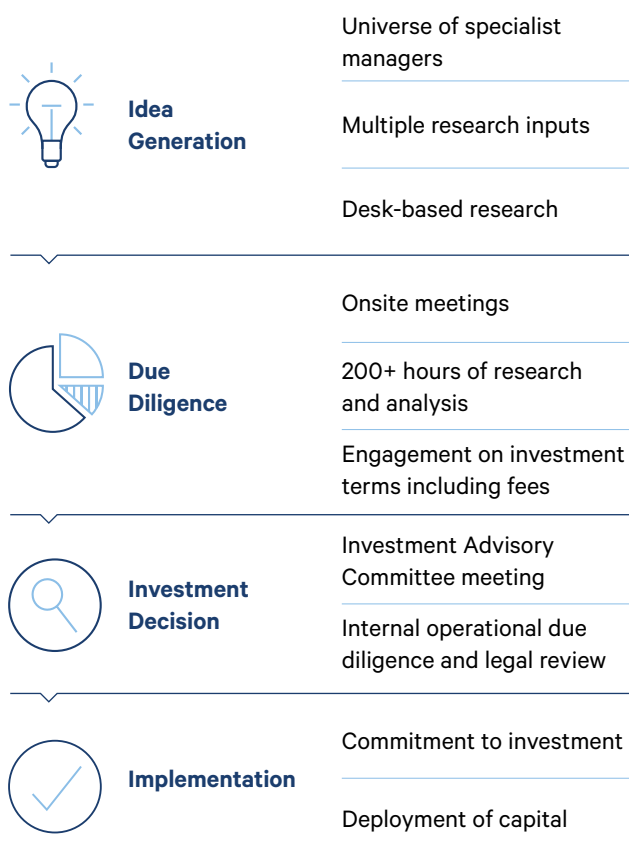 Idea
Generation
Universe of specialist
managers
Multiple research inputs
Desk-based research
Due
Diligence
Onsite meetings
200+ hours of research
and analysis
Engagement on investment
terms including fees
Investment
Decision
Investment Advisory
Committee meeting
Internal operational due
diligence and legal review
Implementation
Commitment to investment
Deployment of capital